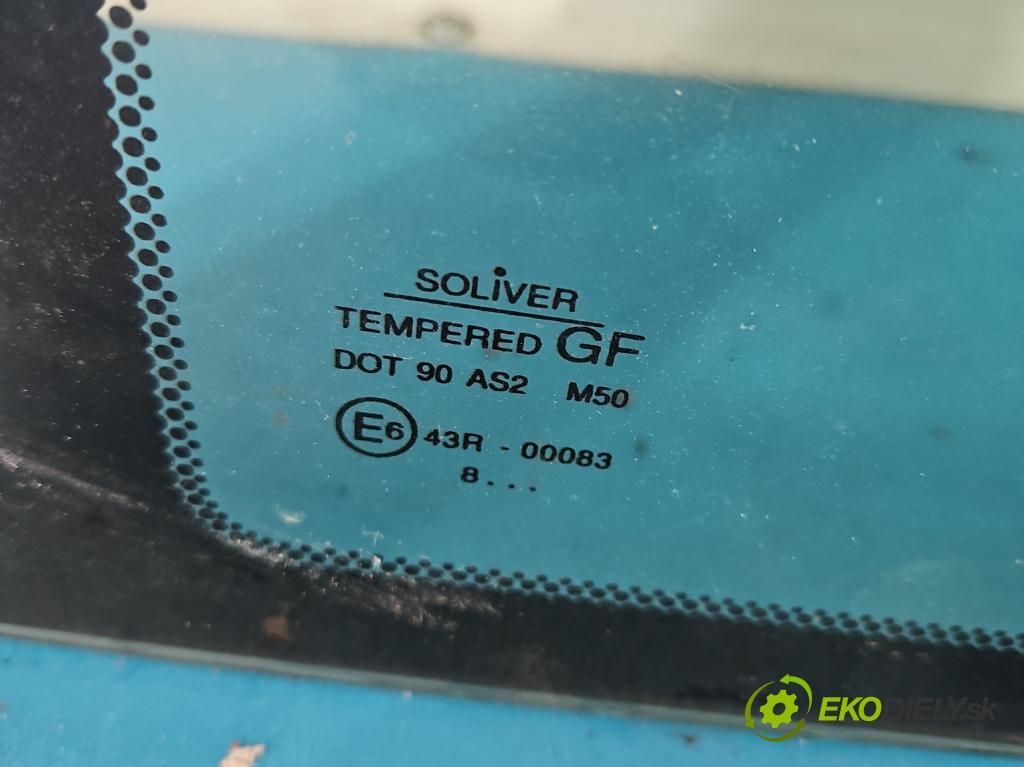 SOLiVER
TEMPERED GF
DOT 90 AS2 M50
E6 43R - 00083
8 . . .
EKODIELY.sk